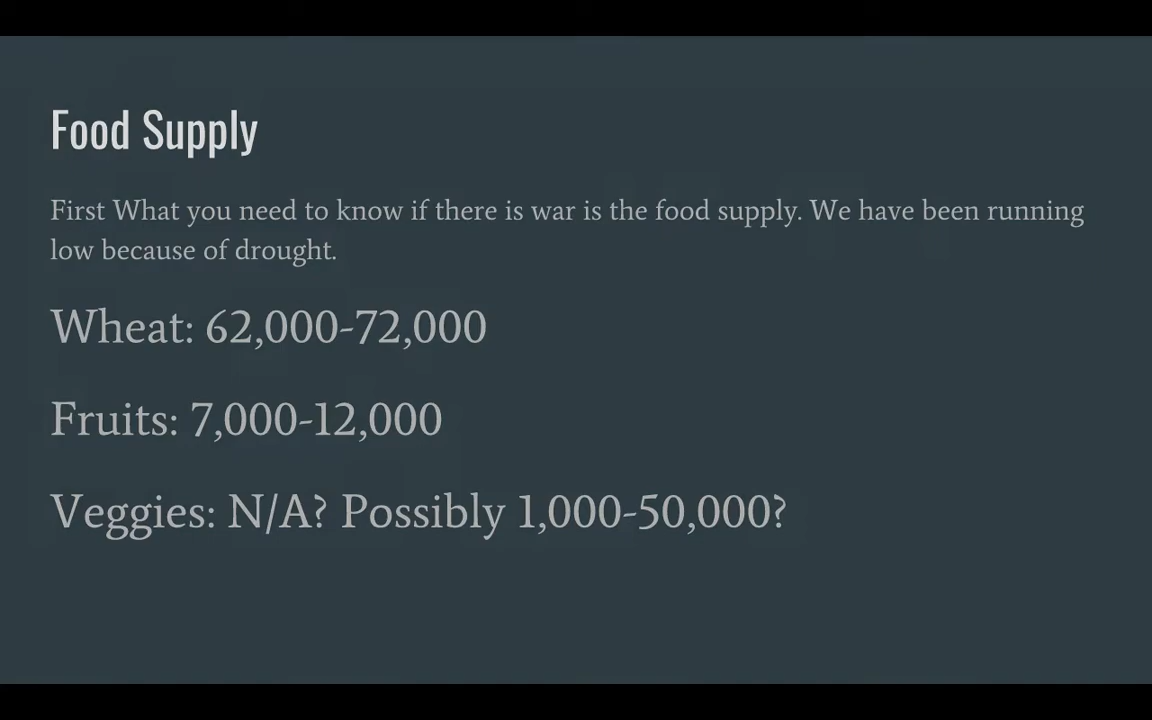 Food Supply
First What you need to know if there is war is the food supply. We have been running
low because of drought.
Wheat: 62,000-72,000
Fruits: 7,000-12,000
Veggies: N/A? Possibly 1,000-50,000?